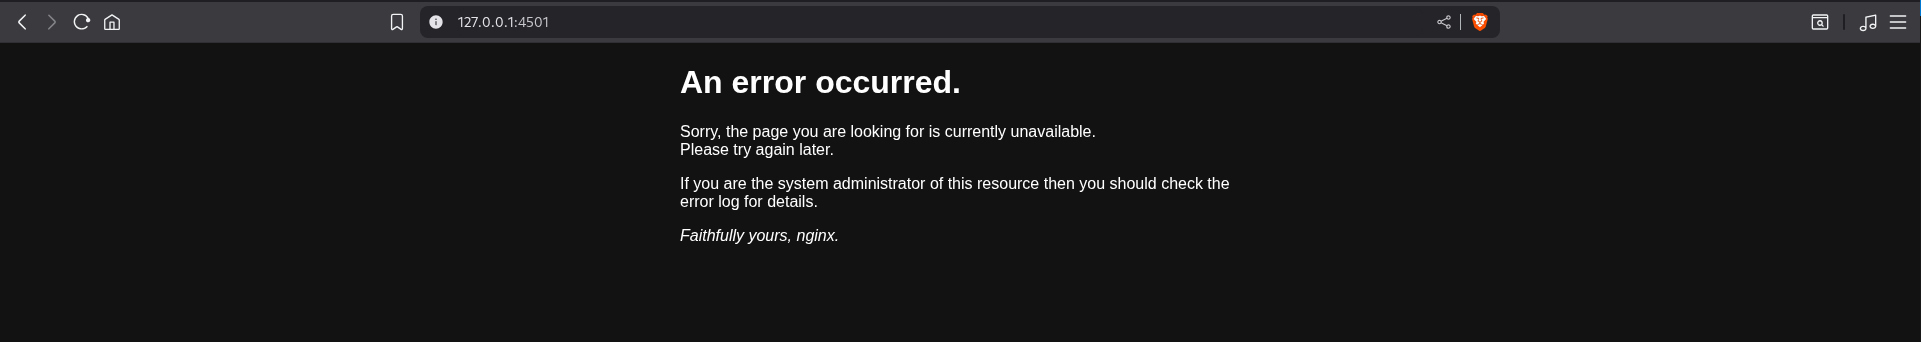 127.0.0.1:4501
An error occurred.
Sorry, the page you are looking for is currently unavailable.
Please try again later.
If you are the system administrator of this resource then you should check the
error log for details.
Faithfully yours, nginx.